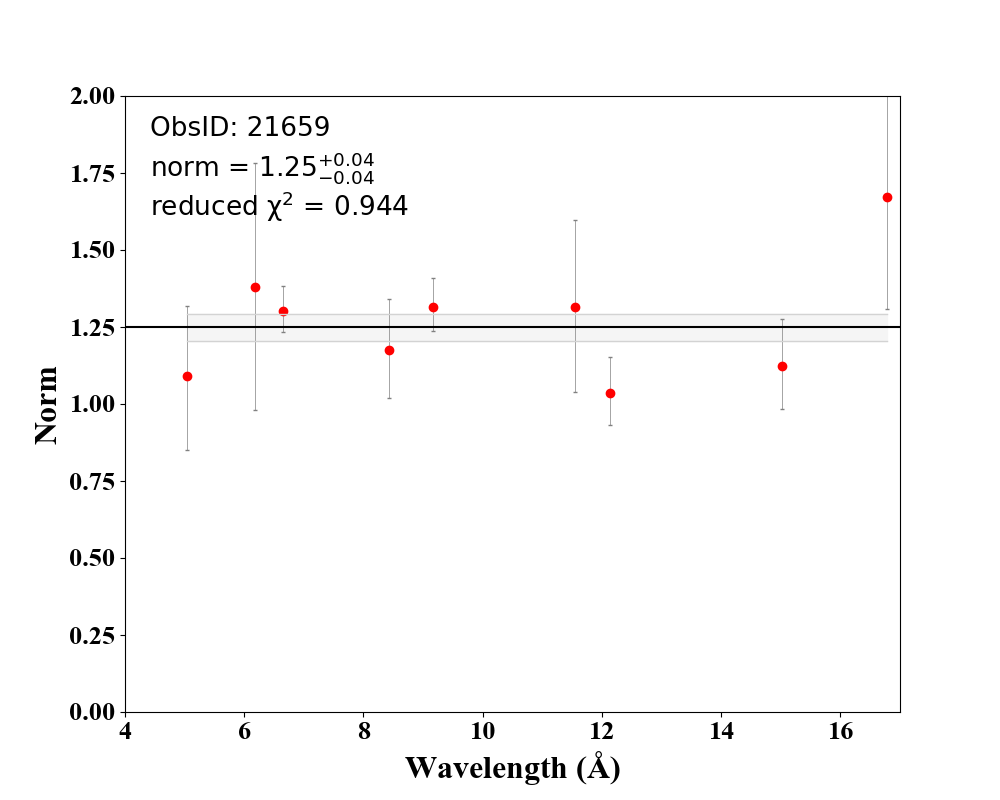 ObsID: 21659
norm = 1.25^{+0.04}_{-0.04}
reduced χ² = 0.944
2.00
1.75
1.50
1.25
1.00
0.75
0.50
0.25
0.00
Norm
4 6 8 10 12 14 16
Wavelength (Å)